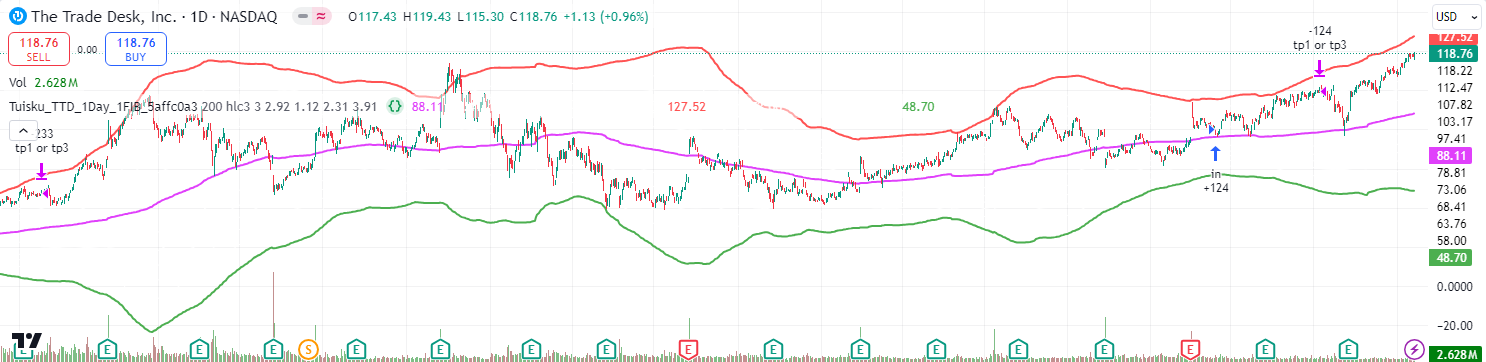 The Trade Desk, Inc. · 1D · NASDAQ O117.43 H119.43 L115.30 C118.76 +1.13 (+0.96%)
USD
118.76 SELL 0.00 118.76 BUY
Vol 2.628 M
Tuisku_TTD_1Day_1FIB_5affc0a3 200 hlc3 3 2.92 1.12 2.31 3.91 88.11 127.52 48.70
233
tp1 or tp3
-124
tp1 or tp3
in
+124
127.52
118.76
118.22
112.47
107.82
103.17
97.41
88.11
78.81
73.06
68.41
63.76
58.00
48.70
0.0000
−20.00
2.628 M
E E E S E E E E E E E E E E E E E